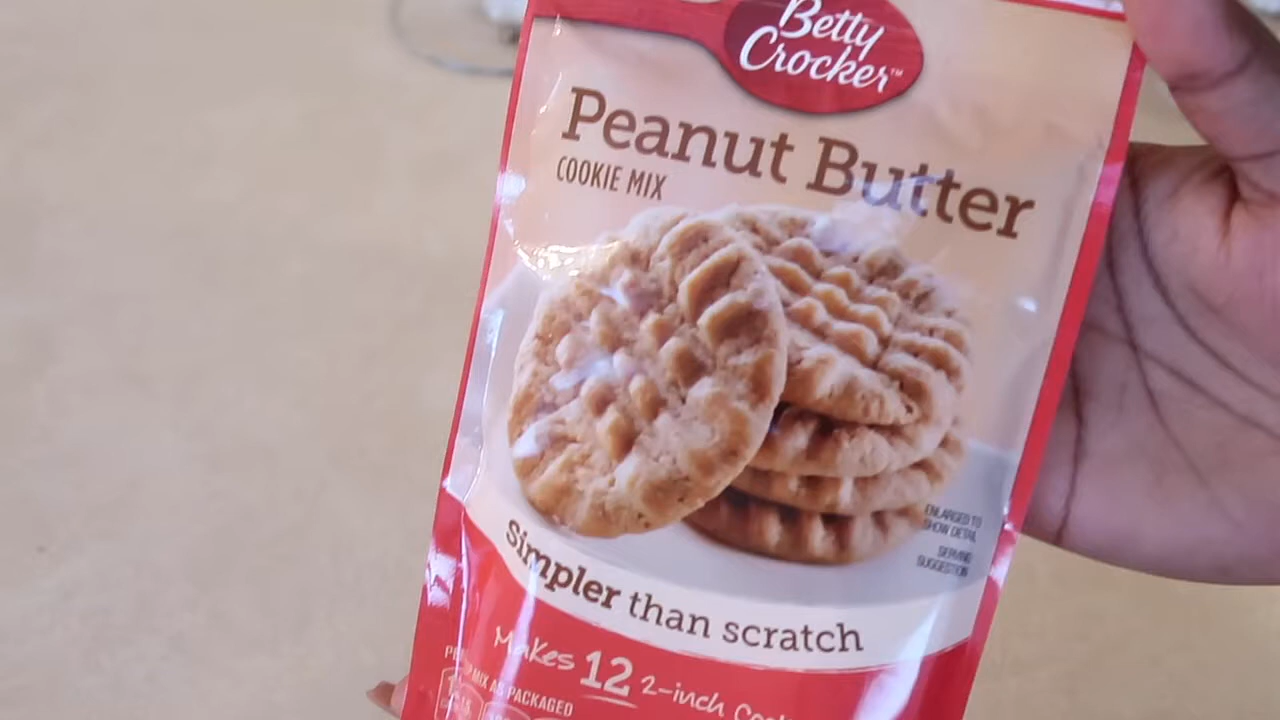 Betty
Crocker™
Peanut Butter
COOKIE MIX
ENLARGED TO
SHOW DETAIL
SERVING
SUGGESTION
Simpler than scratch
Makes 12 2-inch
MIX AS PACKAGED